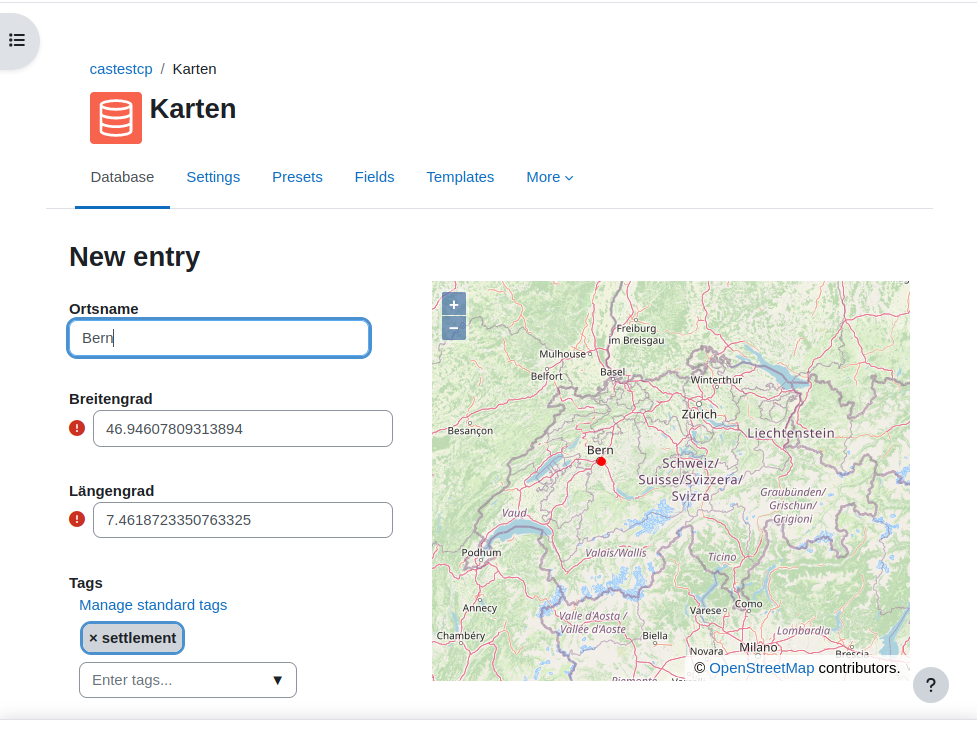 castestcp / Karten
Karten
Database Settings Presets Fields Templates More
New entry
Ortsname
Bern
Breitengrad
46.94607809313894
Längengrad
7.4618723350763325
Tags
Manage standard tags
× settlement
Enter tags... ▼
+
−
Freiburg
im Breisgau
Mulhouse
Belfort
Basel
Winterthur
Zürich
Besançon
Liechtenstein
Bern
Schweiz/
Suisse/Svizzera/
Svizra
Graubünden/
Grischun/
Grigioni
Vaud
Podhum
Valais/Wallis
Ticino
Annecy
Varese
Como
Valle d'Aosta /
Vallée d'Aoste
Chambéry
Biella
Lombardia
Novara
Milano
Brescia
Piemonte
© OpenStreetMap contributors.
?